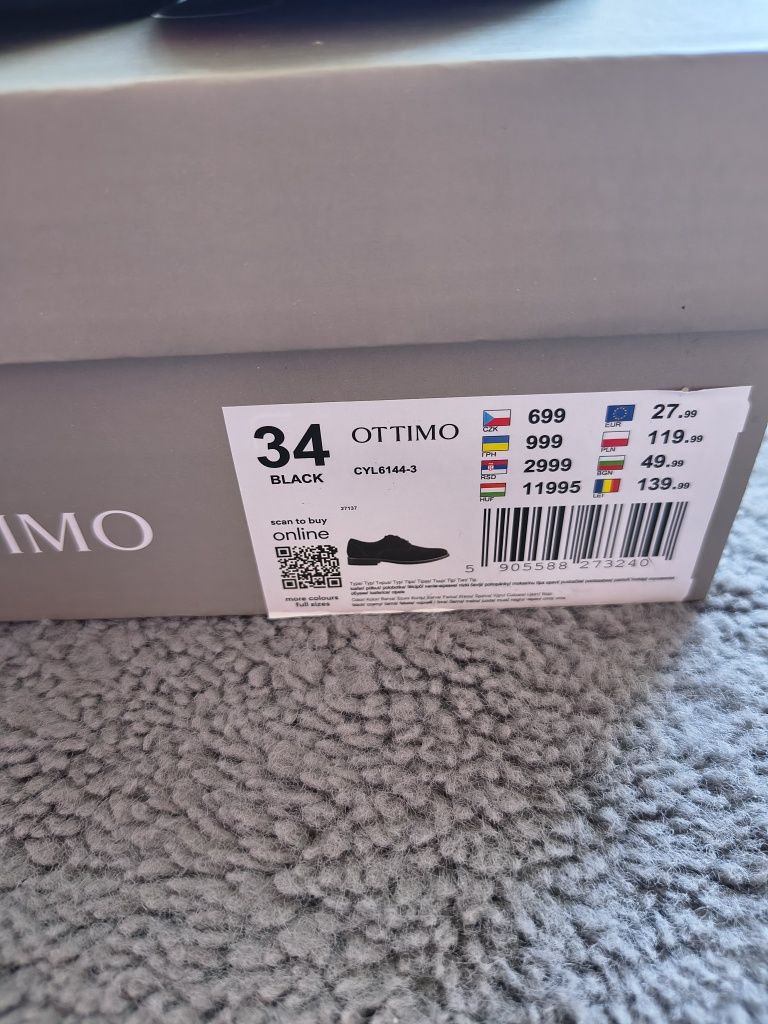 34
BLACK
OTTIMO
CYL6144-3
CZK 699
EUR 27.99
999
PLN 119.99
RSD 2999
BGN 49.99
HUF 11995
LEI 139.99
IMO
scan to buy
online
27137
more colours
full sizes
5 905588 273240